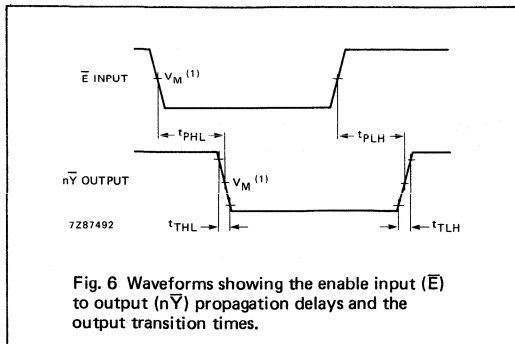 E̅ INPUT
V_M (1)
t_PHL
t_PLH
nY̅ OUTPUT
V_M (1)
7Z87492
t_THL
t_TLH
Fig. 6 Waveforms showing the enable input (E̅)
to output (nY̅) propagation delays and the
output transition times.